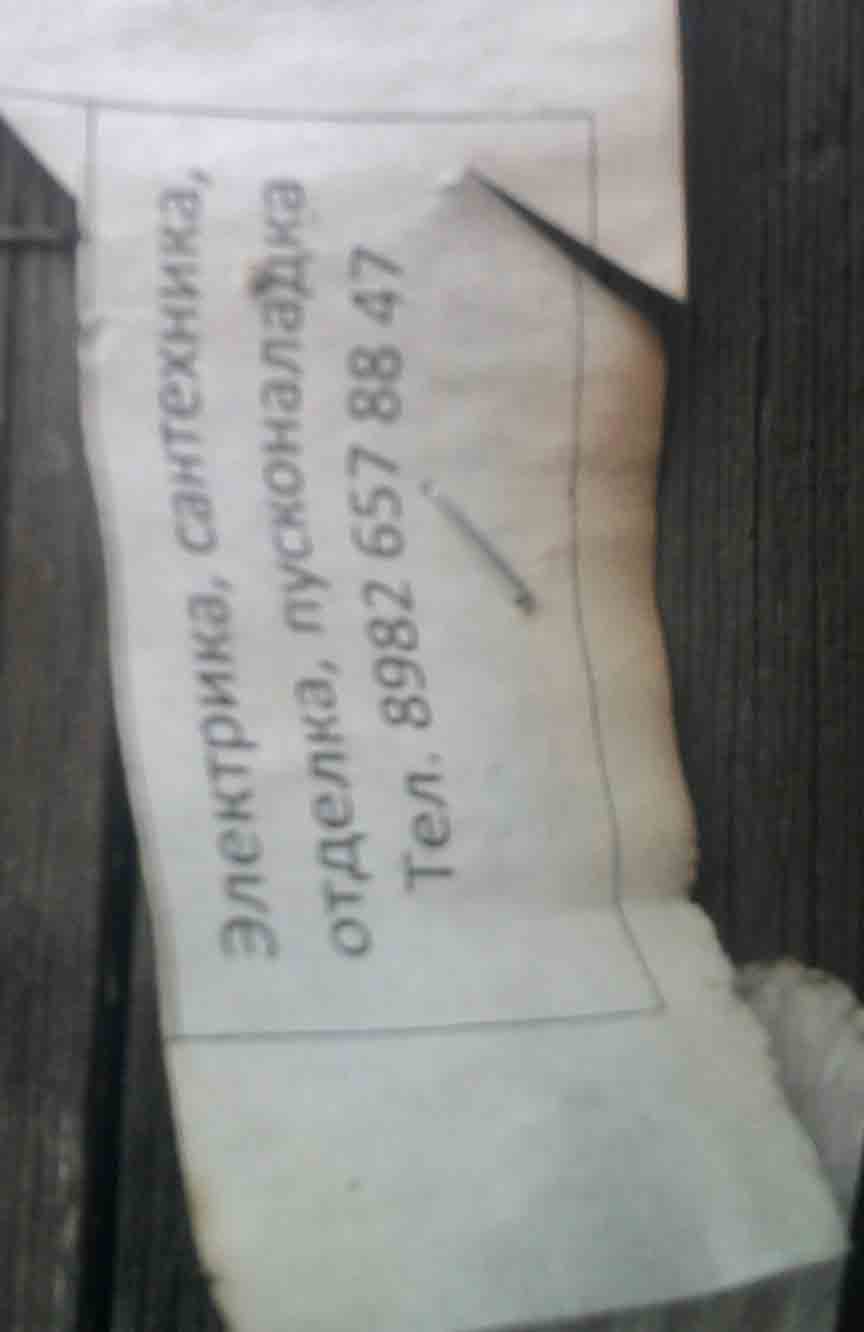 Электрика, сантехника,
отделка, пусконаладка
Тел. 8982 657 88 47